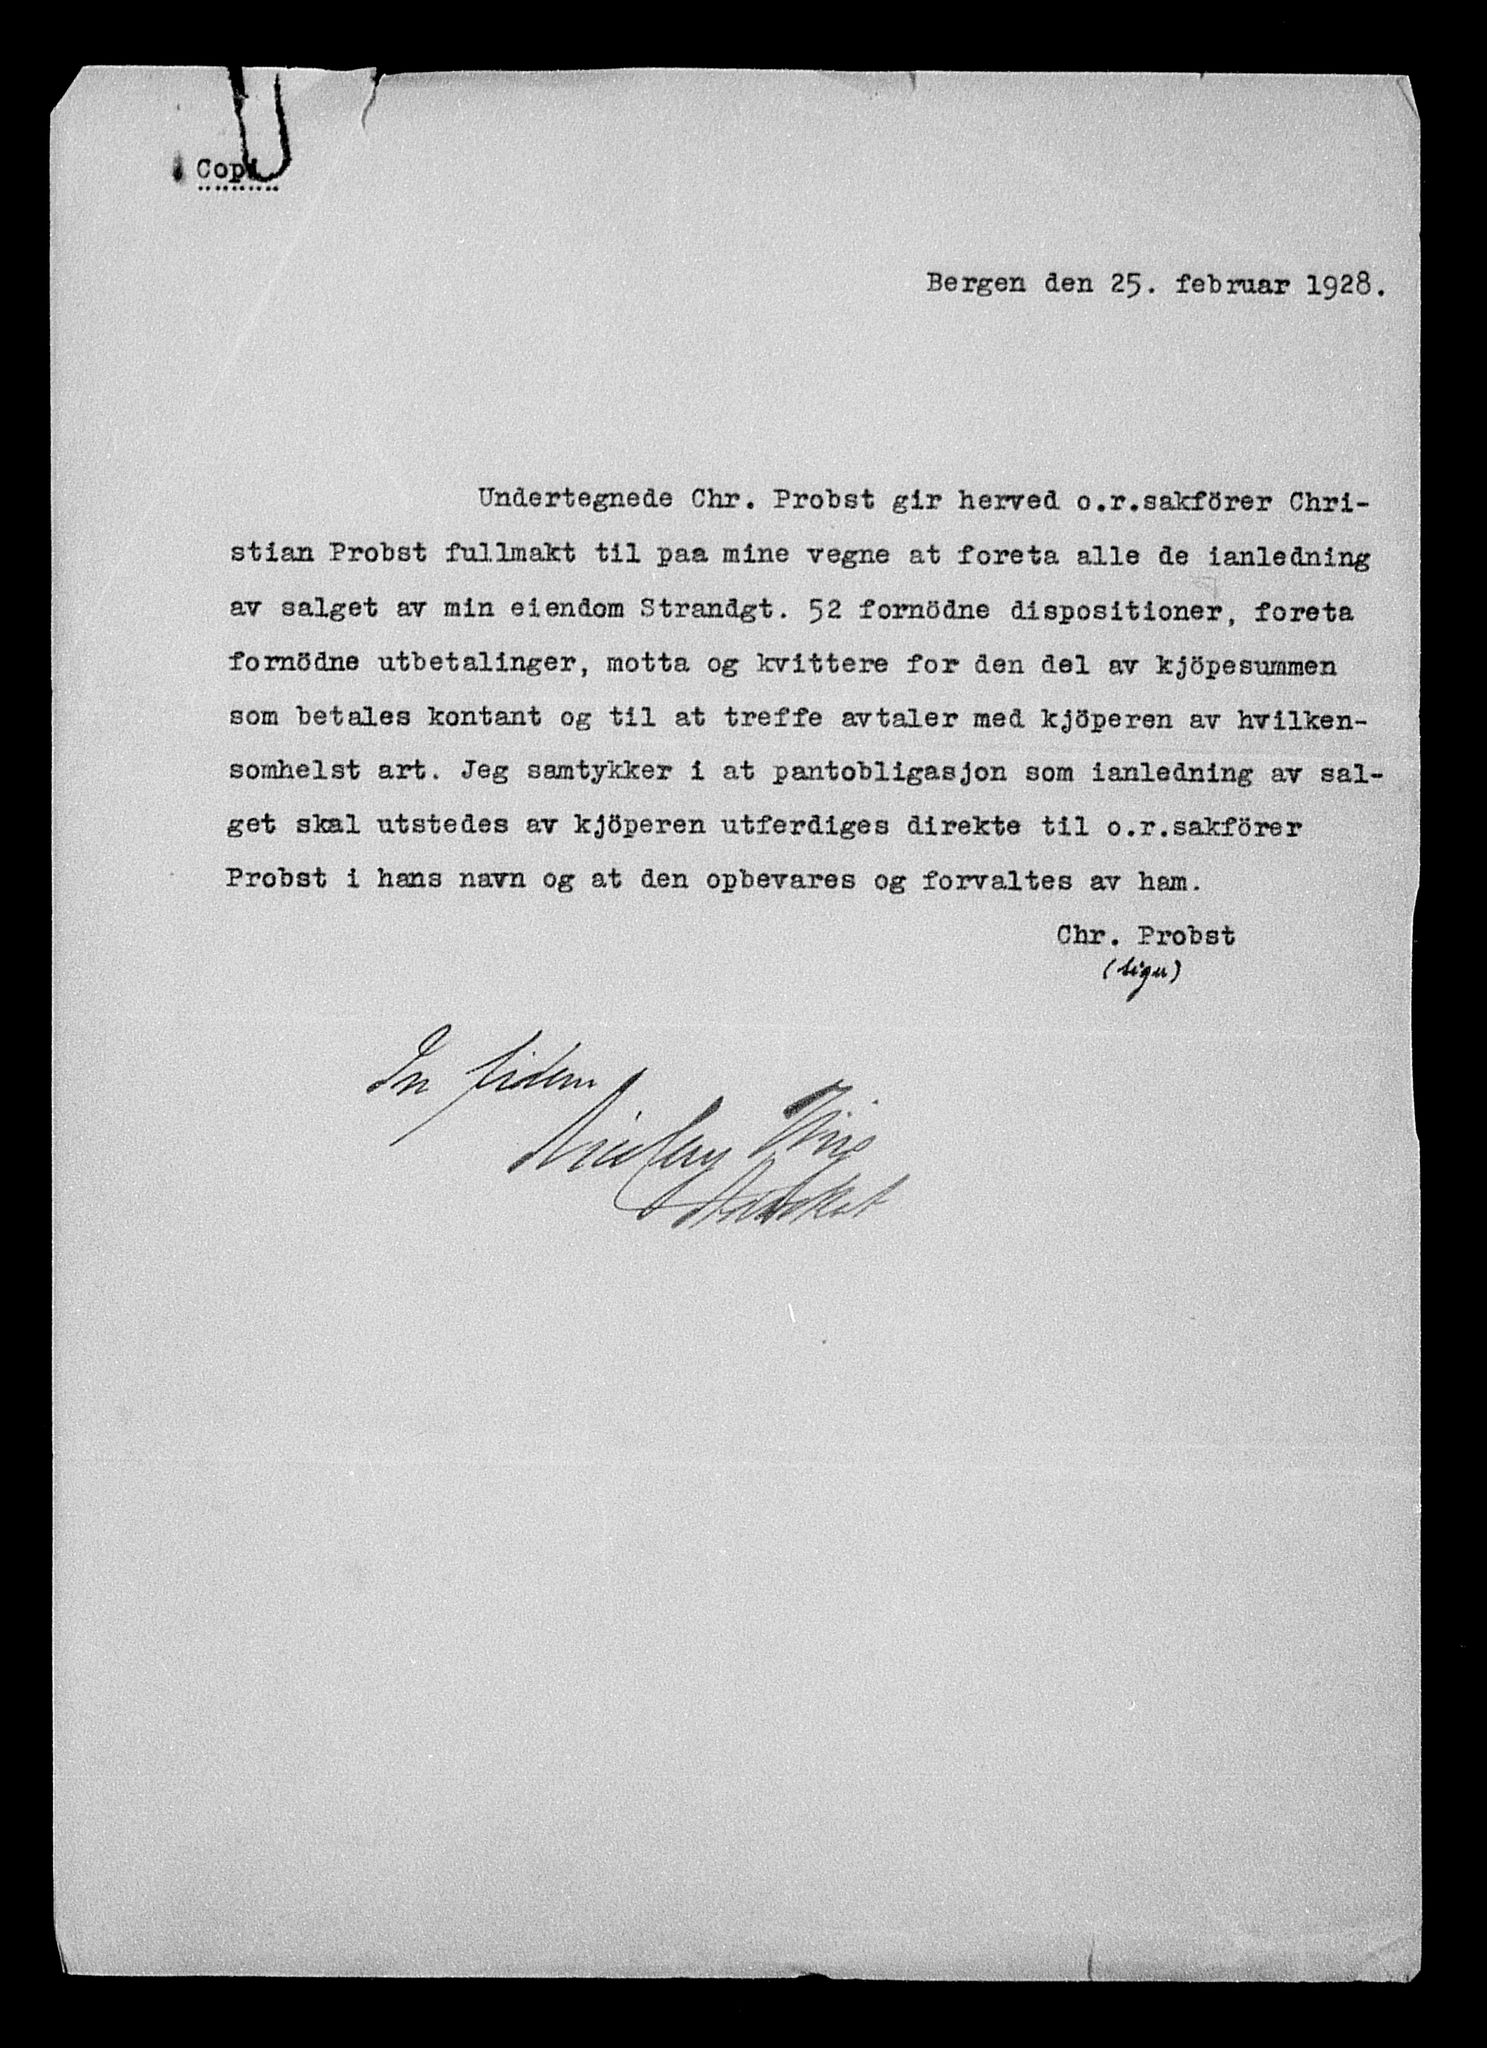 Copi
Bergen den 25. februar 1928.
Undertegnede Chr. Probst gir herved o.r.sakförer Chri-
stian Probst fullmakt til paa mine vegne at foreta alle de ianledning
av salget av min eiendom Strandgt. 52 fornödne dispositioner, foreta
fornödne utbetalinger, motta og kvittere for den del av kjöpesummen
som betales kontant og til at treffe avtaler med kjöperen av hvilken-
somhelst art. Jeg samtykker i at pantobligasjon som ianledning av sal-
get skal utstedes av kjöperen utferdiges direkte til o.r.sakförer
Probst i hans navn og at den opbevares og forvaltes av ham.
Chr. Probst
(sign)
In fidem
Nicolay
Advokat